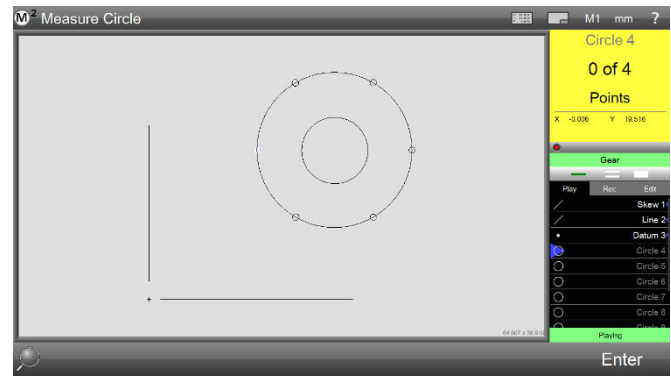 M² Measure Circle
M1 mm ?
Circle 4
0 of 4
Points
X -0.006 Y 19.516
Gear
Play Rec Edit
Skew 1
Line 2
Datum 3
Circle 4
Circle 5
Circle 6
Circle 7
Circle 8
Playing
Enter